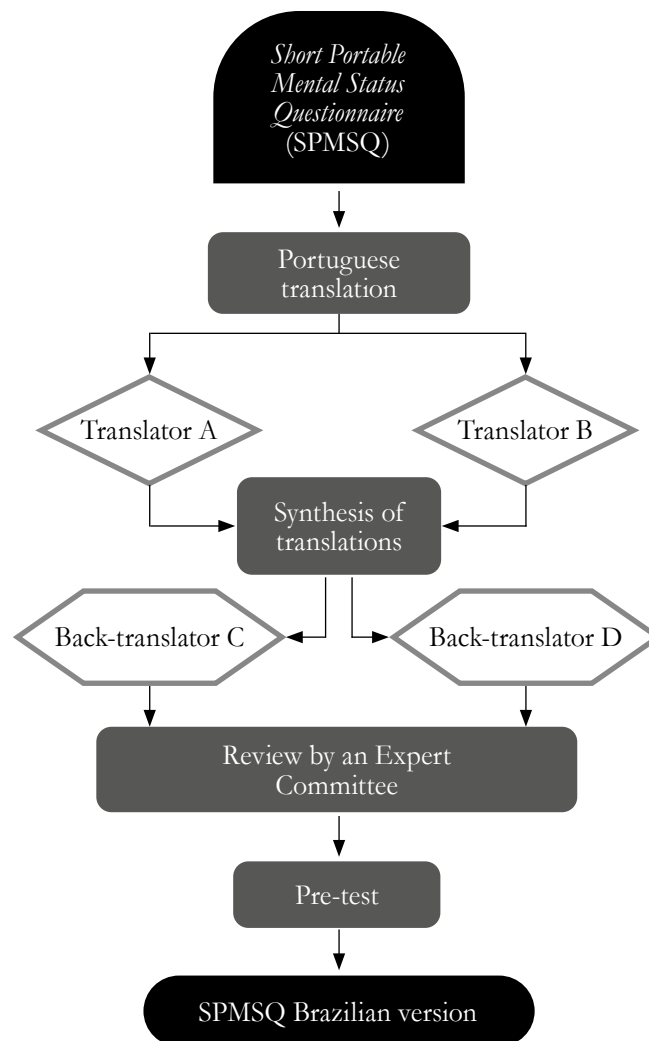 Short Portable
Mental Status
Questionnaire
(SPMSQ)
Portuguese
translation
Translator A
Translator B
Synthesis of
translations
Back-translator C
Back-translator D
Review by an Expert
Committee
Pre-test
SPMSQ Brazilian version